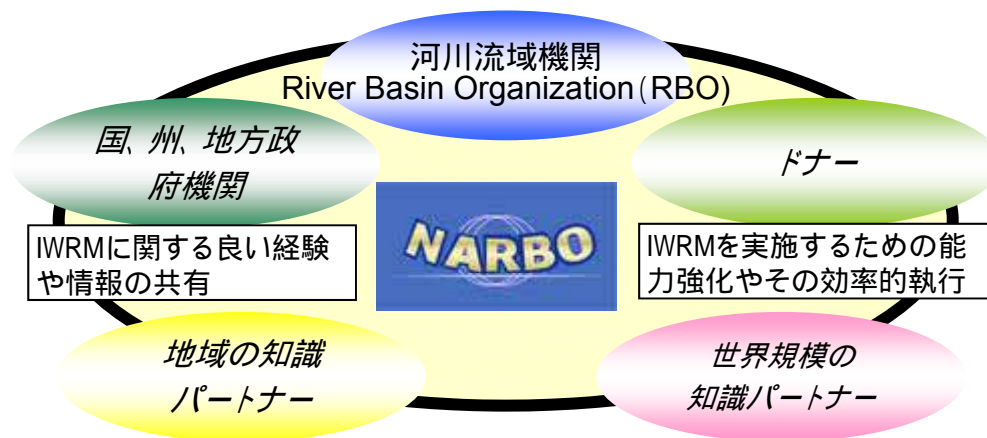 河川流域機関
River Basin Organization(RBO)
国、州、地方政
府機関
ドナー
NARBO
IWRMに関する良い経験
や情報の共有
IWRMを実施するための能
力強化やその効率的執行
地域の知識
パートナー
世界規模の
知識パートナー